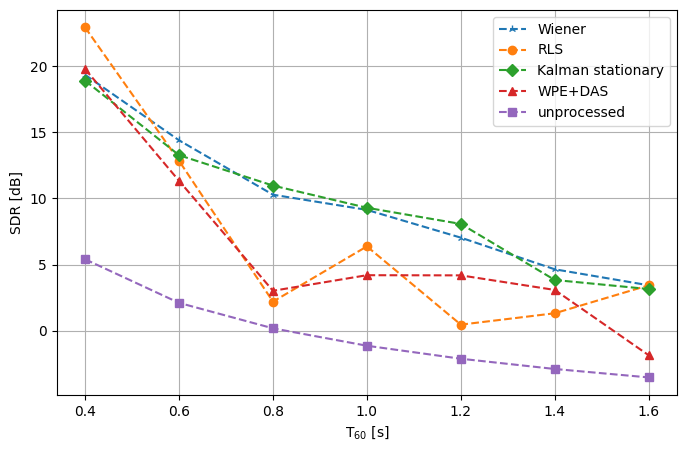 Wiener
RLS
Kalman stationary
WPE+DAS
unprocessed
SDR [dB]
20
15
10
5
0
0.4 0.6 0.8 1.0 1.2 1.4 1.6
T60 [s]